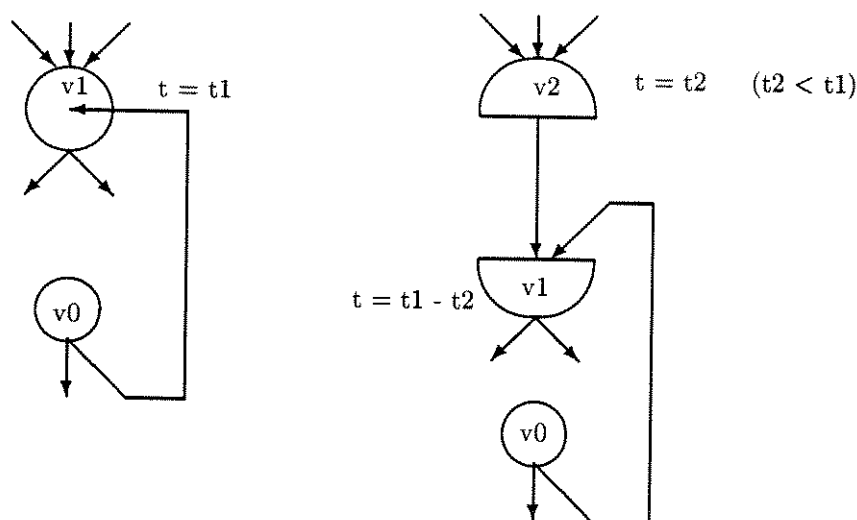 v1
t = t1
v0
v2
t = t2 (t2 < t1)
v1
t = t1 - t2
v0